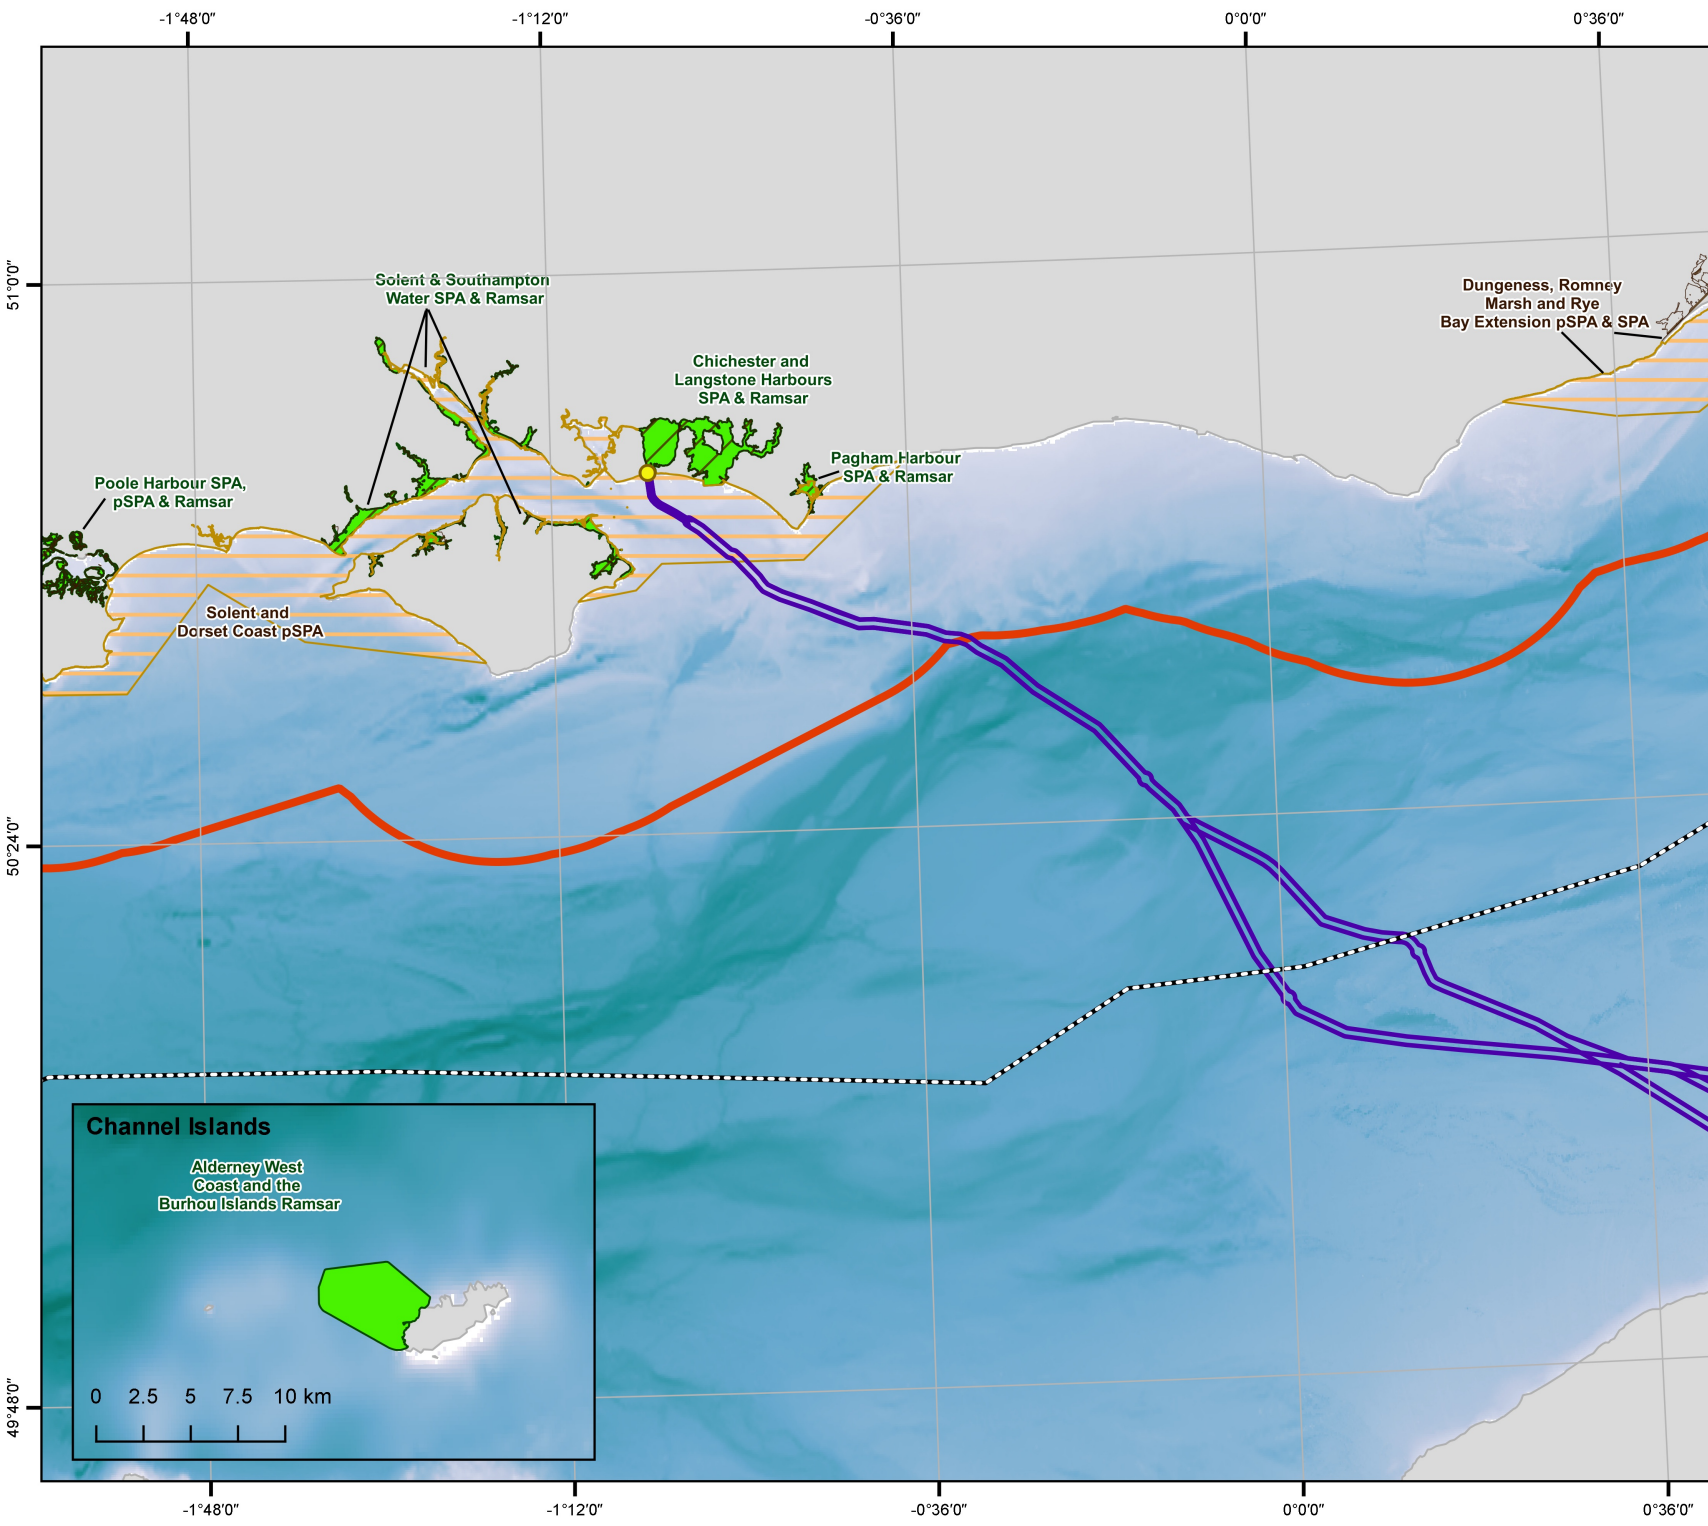 -1°48'0"
-1°12'0"
-0°36'0"
0°0'0"
0°36'0"
51°0'0"
50°24'0"
49°48'0"
Solent & Southampton
Water SPA & Ramsar
Dungeness, Romney
Marsh and Rye
Bay Extension pSPA & SPA
Chichester and
Langstone Harbours
SPA & Ramsar
Pagham Harbour
SPA & Ramsar
Poole Harbour SPA,
pSPA & Ramsar
Solent and
Dorset Coast pSPA
Channel Islands
Alderney West
Coast and the
Burhou Islands Ramsar
0 2.5 5 7.5 10 km
-1°48'0"
-1°12'0"
-0°36'0"
0°0'0"
0°36'0"